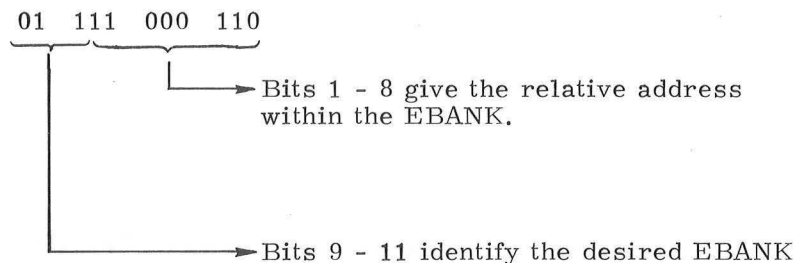 01 111 000 110
Bits 1 - 8 give the relative address
within the EBANK.
Bits 9 - 11 identify the desired EBANK